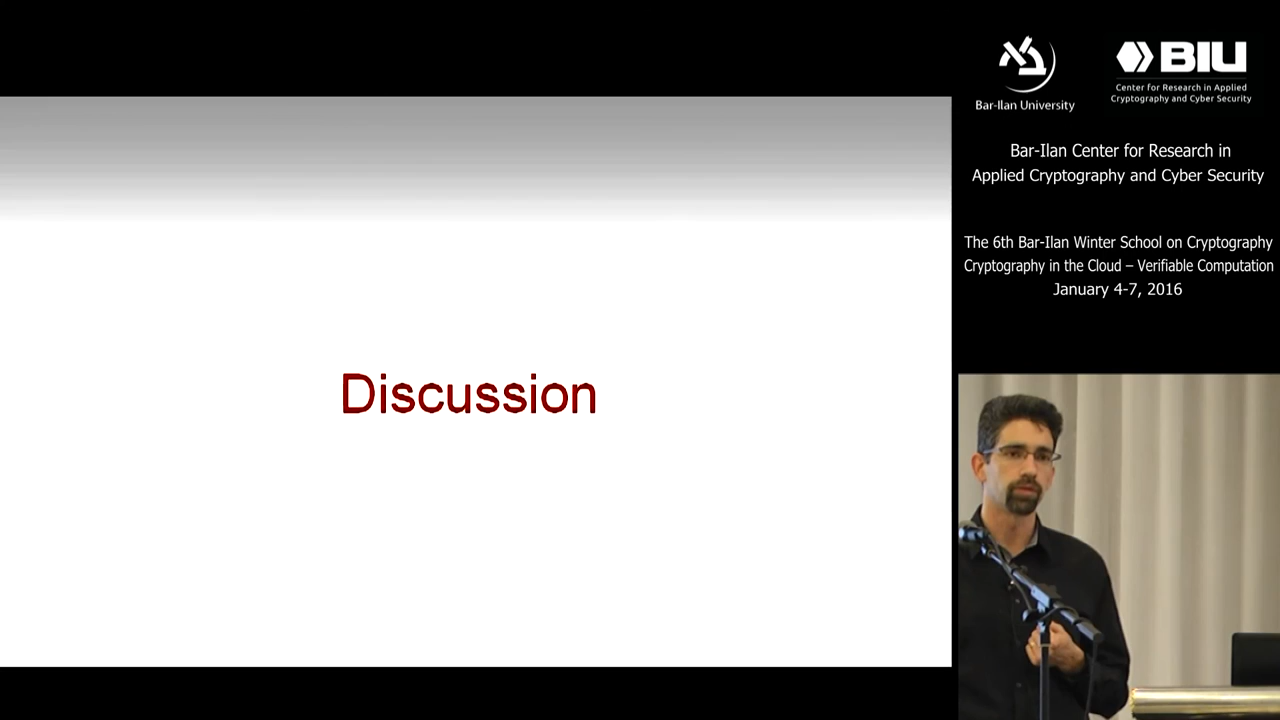 Discussion
Bar-Ilan University
BIU
Center for Research in Applied
Cryptography and Cyber Security
Bar-Ilan Center for Research in
Applied Cryptography and Cyber Security
The 6th Bar-Ilan Winter School on Cryptography
Cryptography in the Cloud – Verifiable Computation
January 4-7, 2016